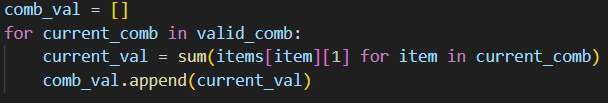 comb_val = []
for current_comb in valid_comb:
    current_val = sum(items[item][1] for item in current_comb)
    comb_val.append(current_val)